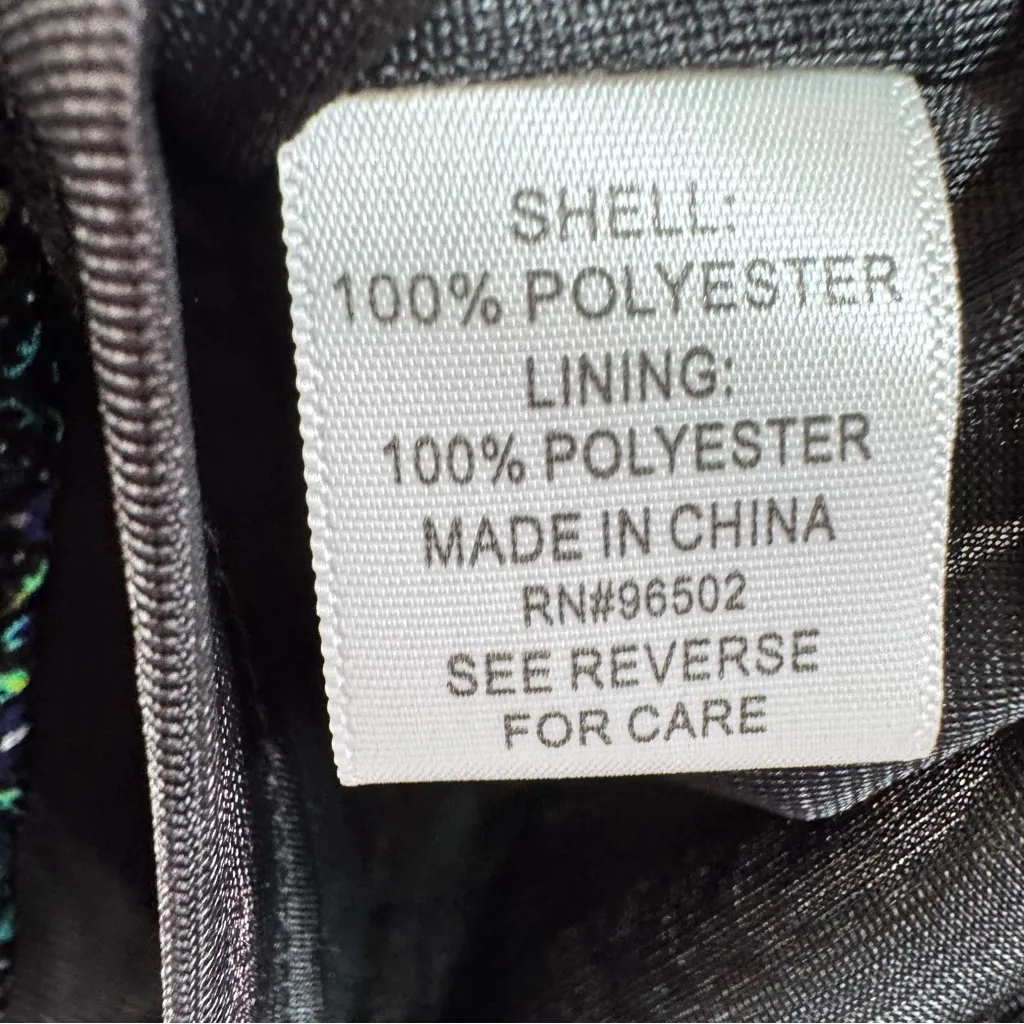 SHELL:
100% POLYESTER
LINING:
100% POLYESTER
MADE IN CHINA
RN#96502
SEE REVERSE
FOR CARE